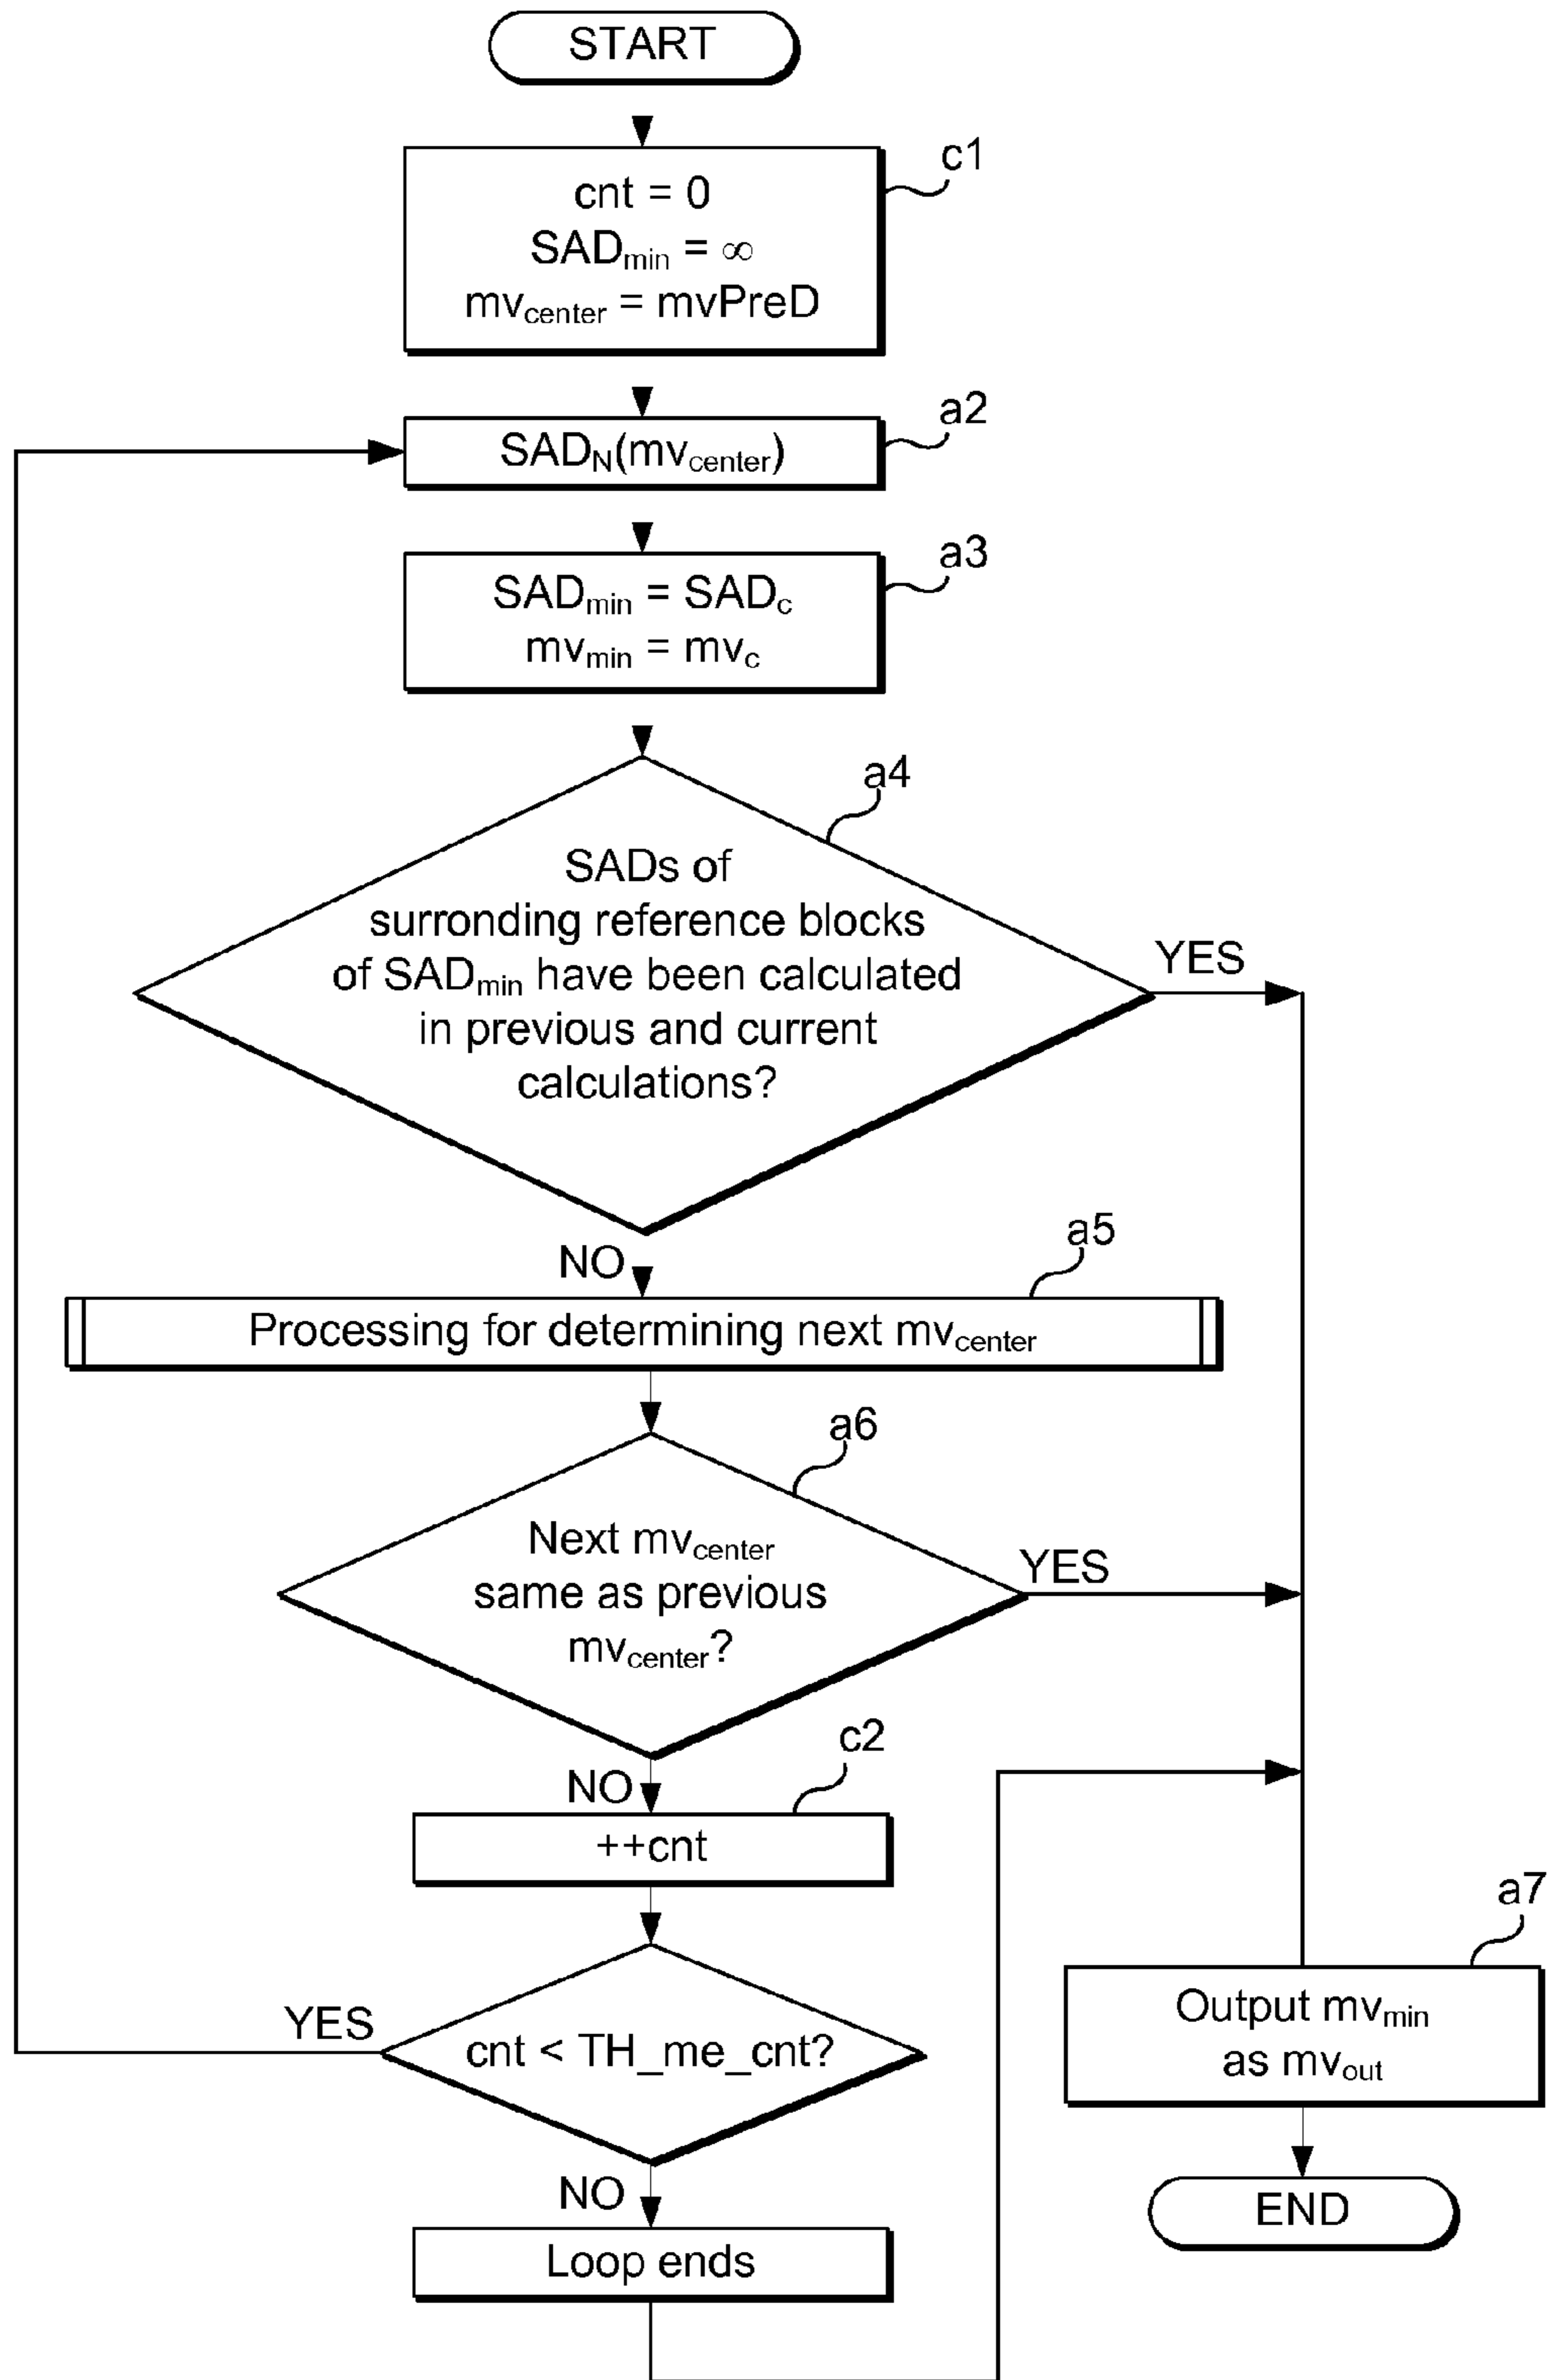 START
c1
cnt = 0
SADmin = ∞
mvcenter = mvPreD
a2
SADN(mvcenter)
a3
SADmin = SADc
mvmin = mvc
a4
SADs of
surronding reference blocks
of SADmin have been calculated
in previous and current
calculations?
YES
NO
a5
Processing for determining next mvcenter
a6
Next mvcenter
same as previous
mvcenter?
YES
NO
c2
++cnt
a7
Output mvmin
as mvout
YES
cnt < TH_me_cnt?
NO
END
Loop ends